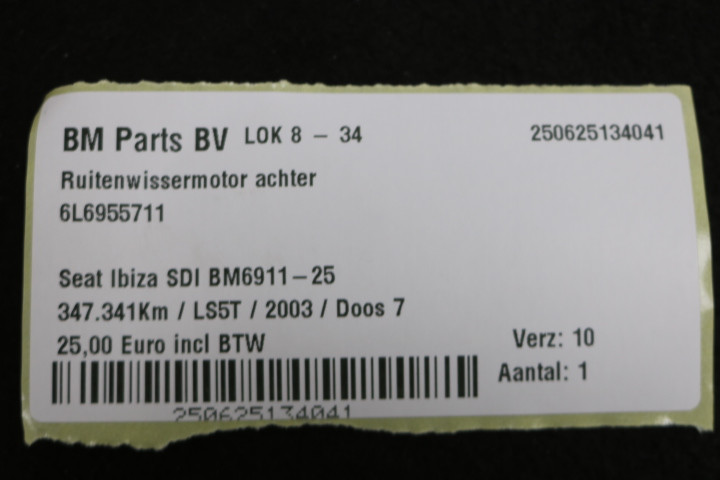 BM Parts BV LOK 8 – 34 250625134041
Ruitenwissermotor achter
6L6955711
Seat Ibiza SDI BM6911–25
347.341Km / LS5T / 2003 / Doos 7
25,00 Euro incl BTW Verz: 10
Aantal: 1
250625134041